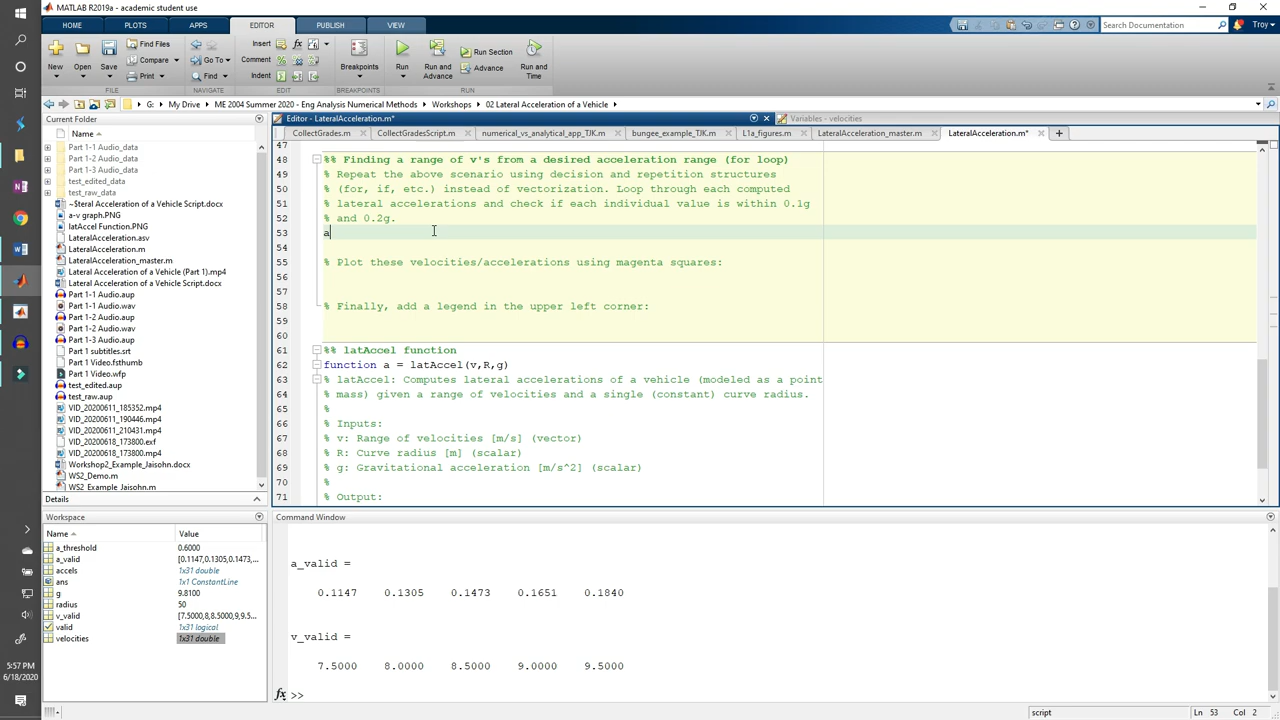 MATLAB R2019a - academic student use
HOME PLOTS APPS EDITOR PUBLISH VIEW
Search Documentation Troy
New Open Save Find Files Compare Print Go To Find Insert Comment Indent Breakpoints Run Run and Advance Run Section Advance Run and Time
FILE NAVIGATE EDIT BREAKPOINTS RUN
G: My Drive ME 2004 Summer 2020 - Eng Analysis Numerical Methods Workshops 02 Lateral Acceleration of a Vehicle
Current Folder
Name
Part 1-1 Audio_data
Part 1-2 Audio_data
Part 1-3 Audio_data
test_edited_data
test_raw_data
~$teral Acceleration of a Vehicle Script.docx
a-v graph.PNG
latAccel Function.PNG
LateralAcceleration.asv
LateralAcceleration.m
LateralAcceleration_master.m
Lateral Acceleration of a Vehicle (Part 1).mp4
Lateral Acceleration of a Vehicle Script.docx
Part 1-1 Audio.aup
Part 1-1 Audio.wav
Part 1-2 Audio.aup
Part 1-2 Audio.wav
Part 1-3 Audio.aup
Part 1 subtitles.srt
Part 1 Video.fsthumb
Part 1 Video.wfp
test_edited.aup
test_raw.aup
VID_20200611_185352.mp4
VID_20200611_190446.mp4
VID_20200611_210431.mp4
VID_20200618_173800.exf
VID_20200618_173800.mp4
Workshop2_Example_Jaisohn.docx
WS2_Demo.m
WS2_Example_Jaisohn.m
Details
Workspace
Name Value
a_threshold 0.6000
a_valid [0.1147,0.1305,0.1473,...
accels 1x31 double
ans 1x1 ConstantLine
g 9.8100
radius 50
v_valid [7.5000,8,8.5000,9,9.5...
valid 1x31 logical
velocities 1x31 double
Editor - LateralAcceleration.m*
Variables - velocities
CollectGrades.m CollectGradesScript.m numerical_vs_analytical_app_TJK.m bungee_example_TJK.m L1a_figures.m LateralAcceleration_master.m LateralAcceleration.m*
47
48 %% Finding a range of v's from a desired acceleration range (for loop)
49 % Repeat the above scenario using decision and repetition structures
50 % (for, if, etc.) instead of vectorization. Loop through each computed
51 % lateral accelerations and check if each individual value is within 0.1g
52 % and 0.2g.
53 a
54
55 % Plot these velocities/accelerations using magenta squares:
56
57
58 % Finally, add a legend in the upper left corner:
59
60
61 %% latAccel function
62 function a = latAccel(v,R,g)
63 % latAccel: Computes lateral accelerations of a vehicle (modeled as a point
64 % mass) given a range of velocities and a single (constant) curve radius.
65 %
66 % Inputs:
67 % v: Range of velocities [m/s] (vector)
68 % R: Curve radius [m] (scalar)
69 % g: Gravitational acceleration [m/s^2] (scalar)
70 %
71 % Output:
Command Window
a_valid =
0.1147 0.1305 0.1473 0.1651 0.1840
v_valid =
7.5000 8.0000 8.5000 9.0000 9.5000
fx >>
script Ln 53 Col 2
5:57 PM
6/18/2020